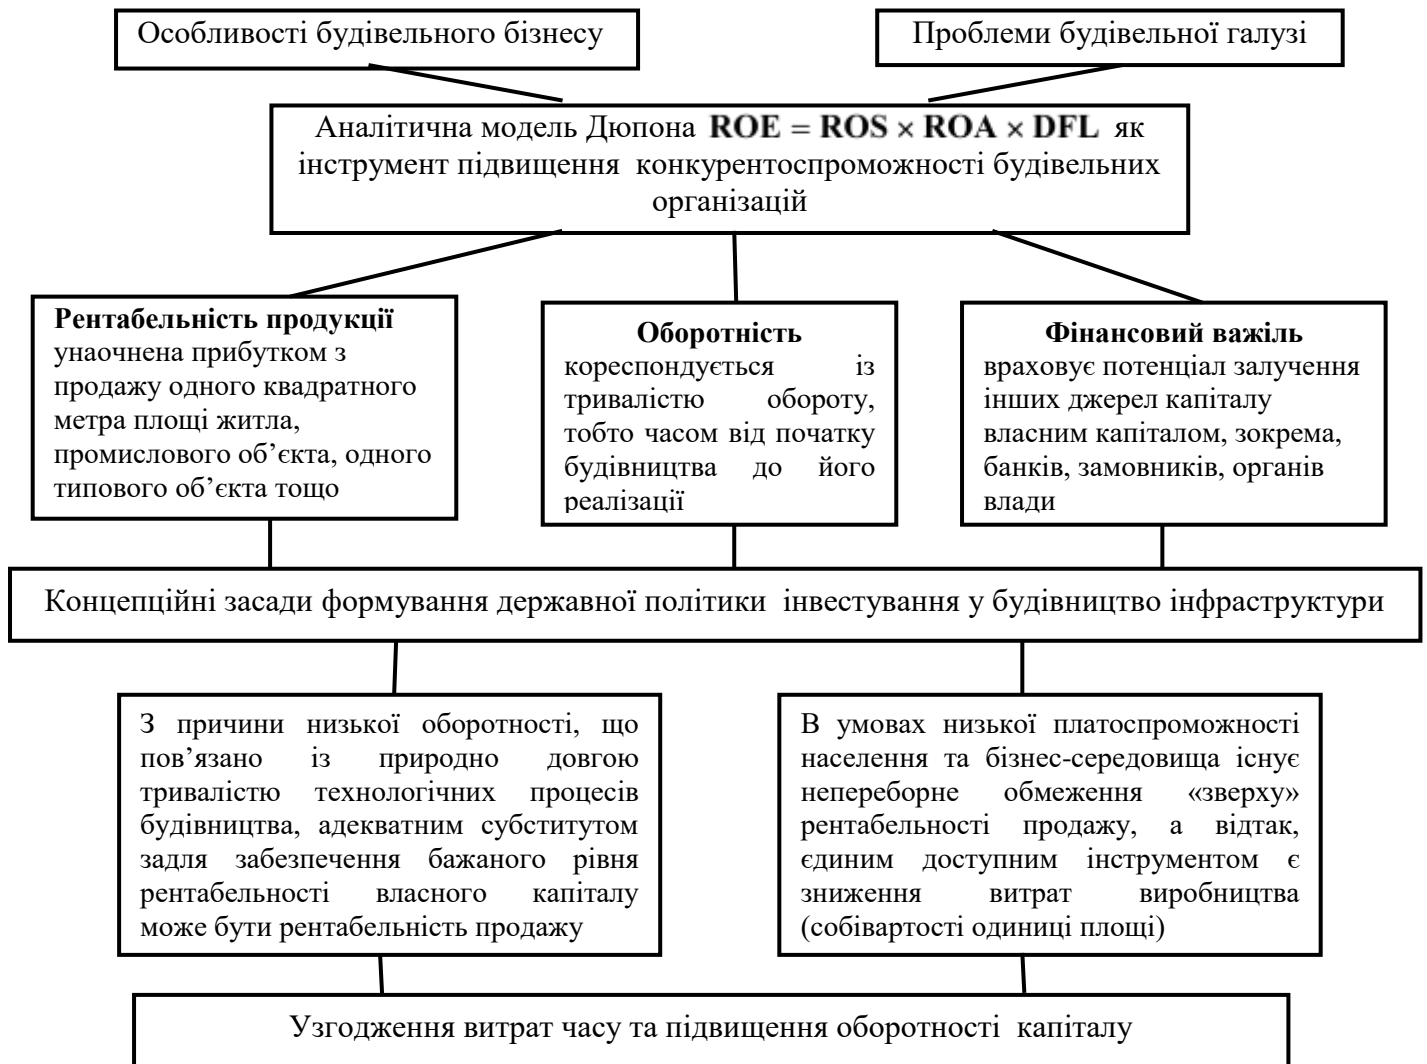 Особливості будівельного бізнесу
Проблеми будівельної галузі
Аналітична модель Дюпона ROE = ROS × ROA × DFL як
інструмент підвищення конкурентоспроможності будівельних
організацій
Рентабельність продукції
унаочнена прибутком з
продажу одного квадратного
метра площі житла,
промислового об’єкта, одного
типового об’єкта тощо
Оборотність
кореспондується із
тривалістю обороту,
тобто часом від початку
будівництва до його
реалізації
Фінансовий важіль
враховує потенціал залучення
інших джерел капіталу
власним капіталом, зокрема,
банків, замовників, органів
влади
Концепційні засади формування державної політики інвестування у будівництво інфраструктури
З причини низької оборотності, що
пов’язано із природно довгою
тривалістю технологічних процесів
будівництва, адекватним субститутом
задля забезпечення бажаного рівня
рентабельності власного капіталу
може бути рентабельність продажу
В умовах низької платоспроможності
населення та бізнес-середовища існує
непереборне обмеження «зверху»
рентабельності продажу, а відтак,
єдиним доступним інструментом є
зниження витрат виробництва
(собівартості одиниці площі)
Узгодження витрат часу та підвищення оборотності капіталу